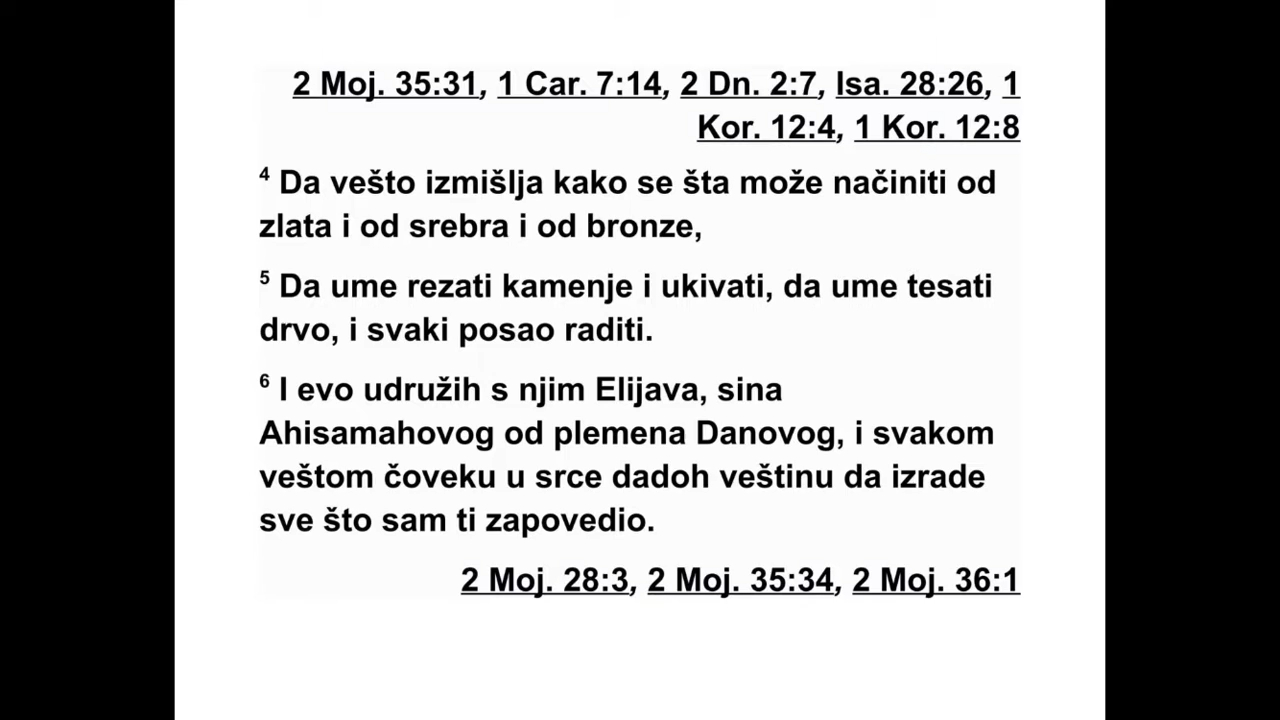 2 Moj. 35:31, 1 Car. 7:14, 2 Dn. 2:7, Isa. 28:26, 1
Kor. 12:4, 1 Kor. 12:8
4 Da vešto izmišlja kako se šta može načiniti od
zlata i od srebra i od bronze,
5 Da ume rezati kamenje i ukivati, da ume tesati
drvo, i svaki posao raditi.
6 I evo udružih s njim Elijava, sina
Ahisamahovog od plemena Danovog, i svakom
veštom čoveku u srce dadoh veštinu da izrade
sve što sam ti zapovedio.
2 Moj. 28:3, 2 Moj. 35:34, 2 Moj. 36:1